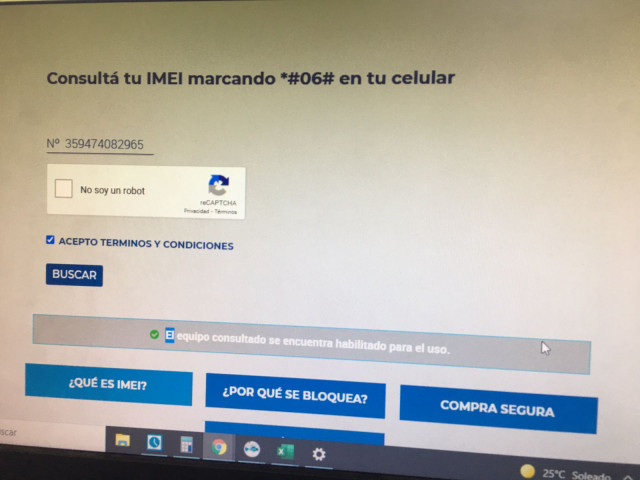 Consultá tu IMEI marcando *#06# en tu celular
Nº 359474082965
No soy un robot
reCAPTCHA
Privacidad - Términos
ACEPTO TERMINOS Y CONDICIONES
BUSCAR
El equipo consultado se encuentra habilitado para el uso.
¿QUÉ ES IMEI?
¿POR QUÉ SE BLOQUEA?
COMPRA SEGURA
scar
25°C Soleado